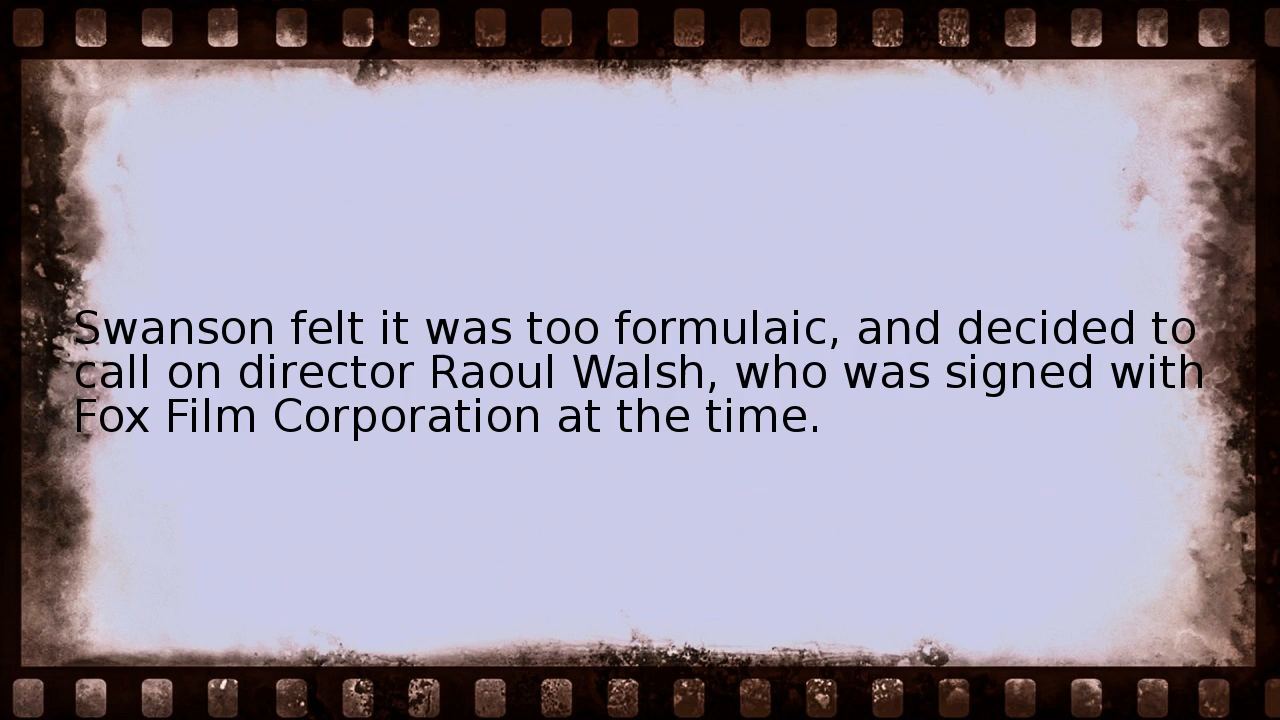 Swanson felt it was too formulaic, and decided to
call on director Raoul Walsh, who was signed with
Fox Film Corporation at the time.